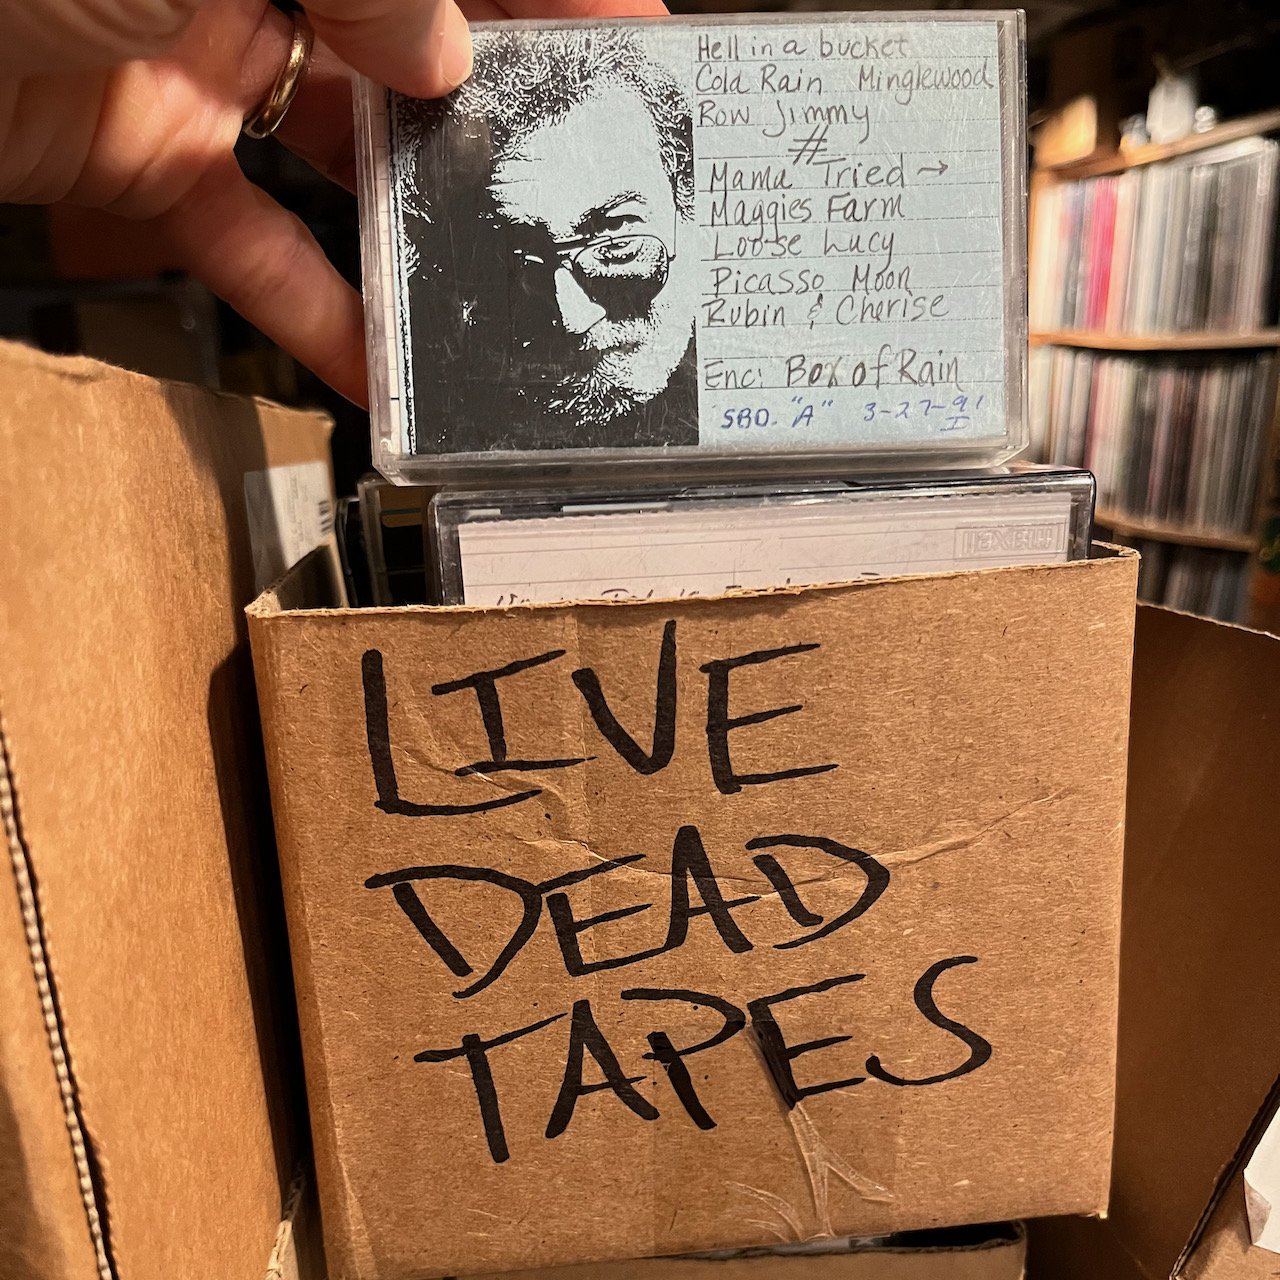 Hell in a bucket
Cold Rain Minglewood
Row Jimmy
#
Mama Tried →
Maggies Farm
Loose Lucy
Picasso Moon
Rubin & Cherise
Enc: Box of Rain
SBD. "A" 3-27-91
I
maxell
LIVE
DEAD
TAPES